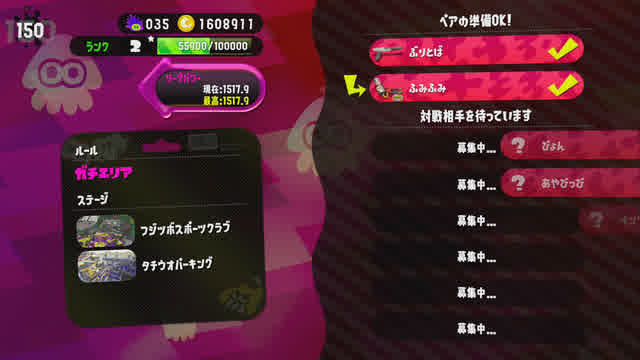 150
035
1608911
ランク
2
★
55900/100000
リーグパワー
現在:1517.9
最高:1517.9
ルール
ガチエリア
ステージ
フジツボスポーツクラブ
タチウオパーキング
ペアの準備OK!
ぷりとぱ
ふみふみ
対戦相手を待っています
募集中... ? ぴょん
募集中... ? あやぴっぴ
募集中... ?
募集中...
募集中...
募集中...